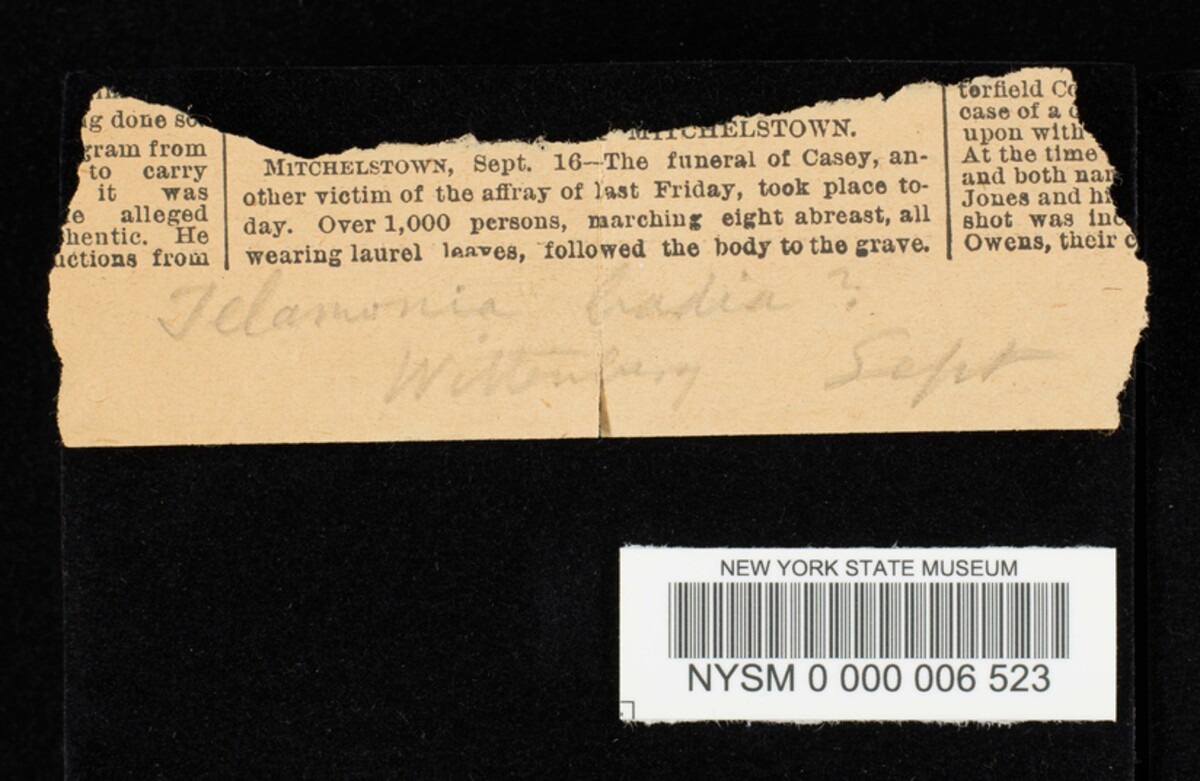 g done so
gram from
to carry
it was
e alleged
hentic. He
uctions from
MITCHELSTOWN.
MITCHELSTOWN, Sept. 16—The funeral of Casey, an-
other victim of the affray of last Friday, took place to-
day. Over 1,000 persons, marching eight abreast, all
wearing laurel leaves, followed the body to the grave.
terfield Co
case of a
upon with
At the time
and both nam
Jones and hi
shot was inc
Owens, their c
Telamonia ?
Wittenburg Sept
NEW YORK STATE MUSEUM
NYSM 0 000 006 523